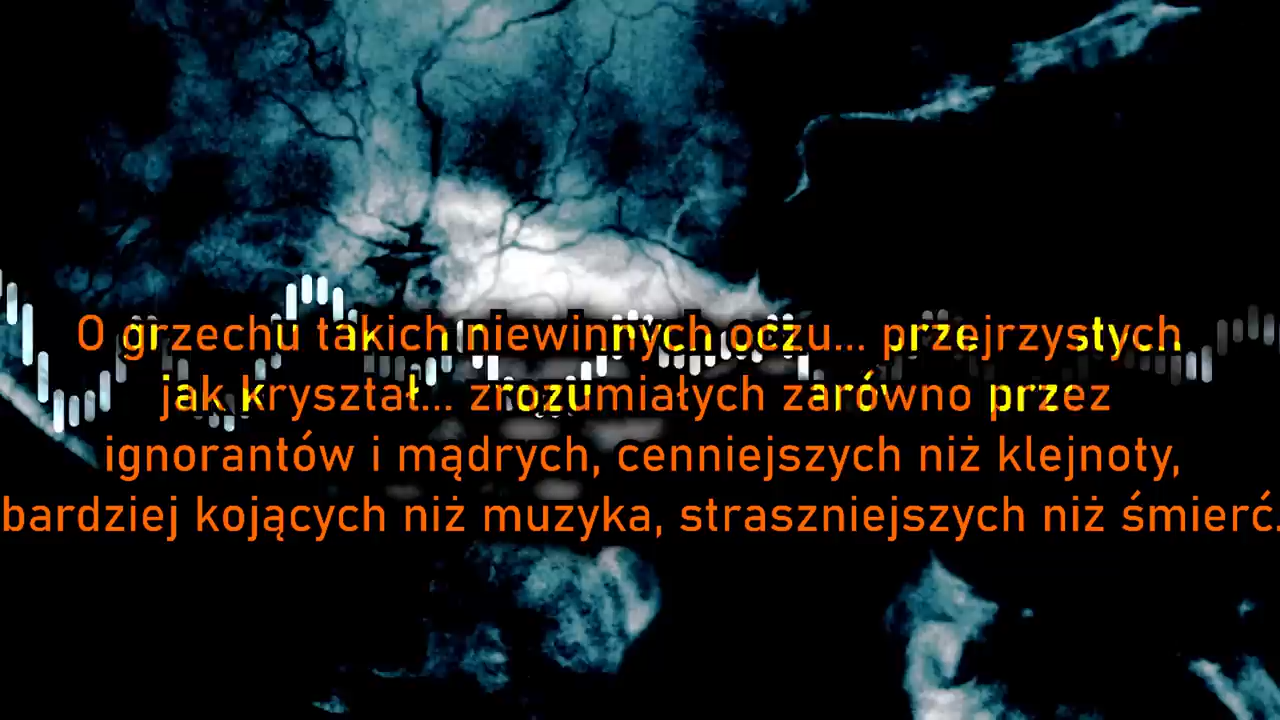 O grzechu takich niewinnych oczu... przejrzystych
jak kryształ... zrozumiałych zarówno przez
ignorantów i mądrych, cenniejszych niż klejnoty,
bardziej kojących niż muzyka, straszniejszych niż śmierć.